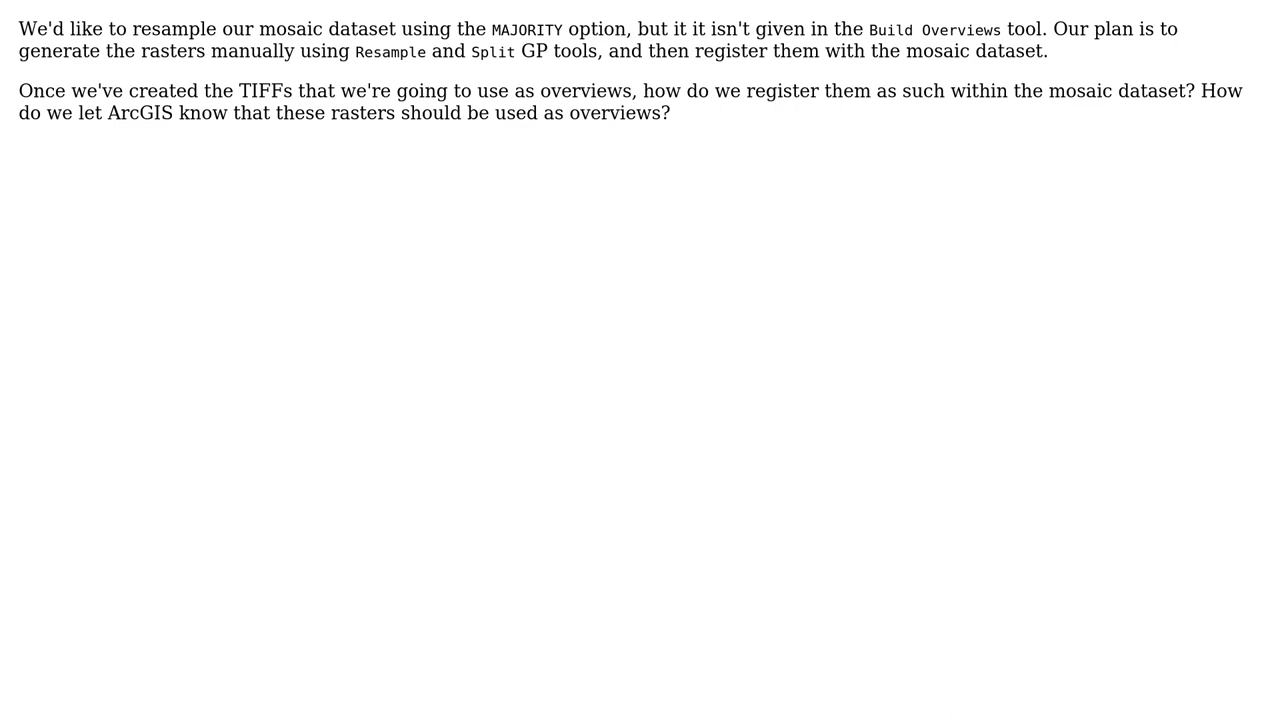 We'd like to resample our mosaic dataset using the MAJORITY option, but it it isn't given in the Build Overviews tool. Our plan is to
generate the rasters manually using Resample and Split GP tools, and then register them with the mosaic dataset.
Once we've created the TIFFs that we're going to use as overviews, how do we register them as such within the mosaic dataset? How
do we let ArcGIS know that these rasters should be used as overviews?